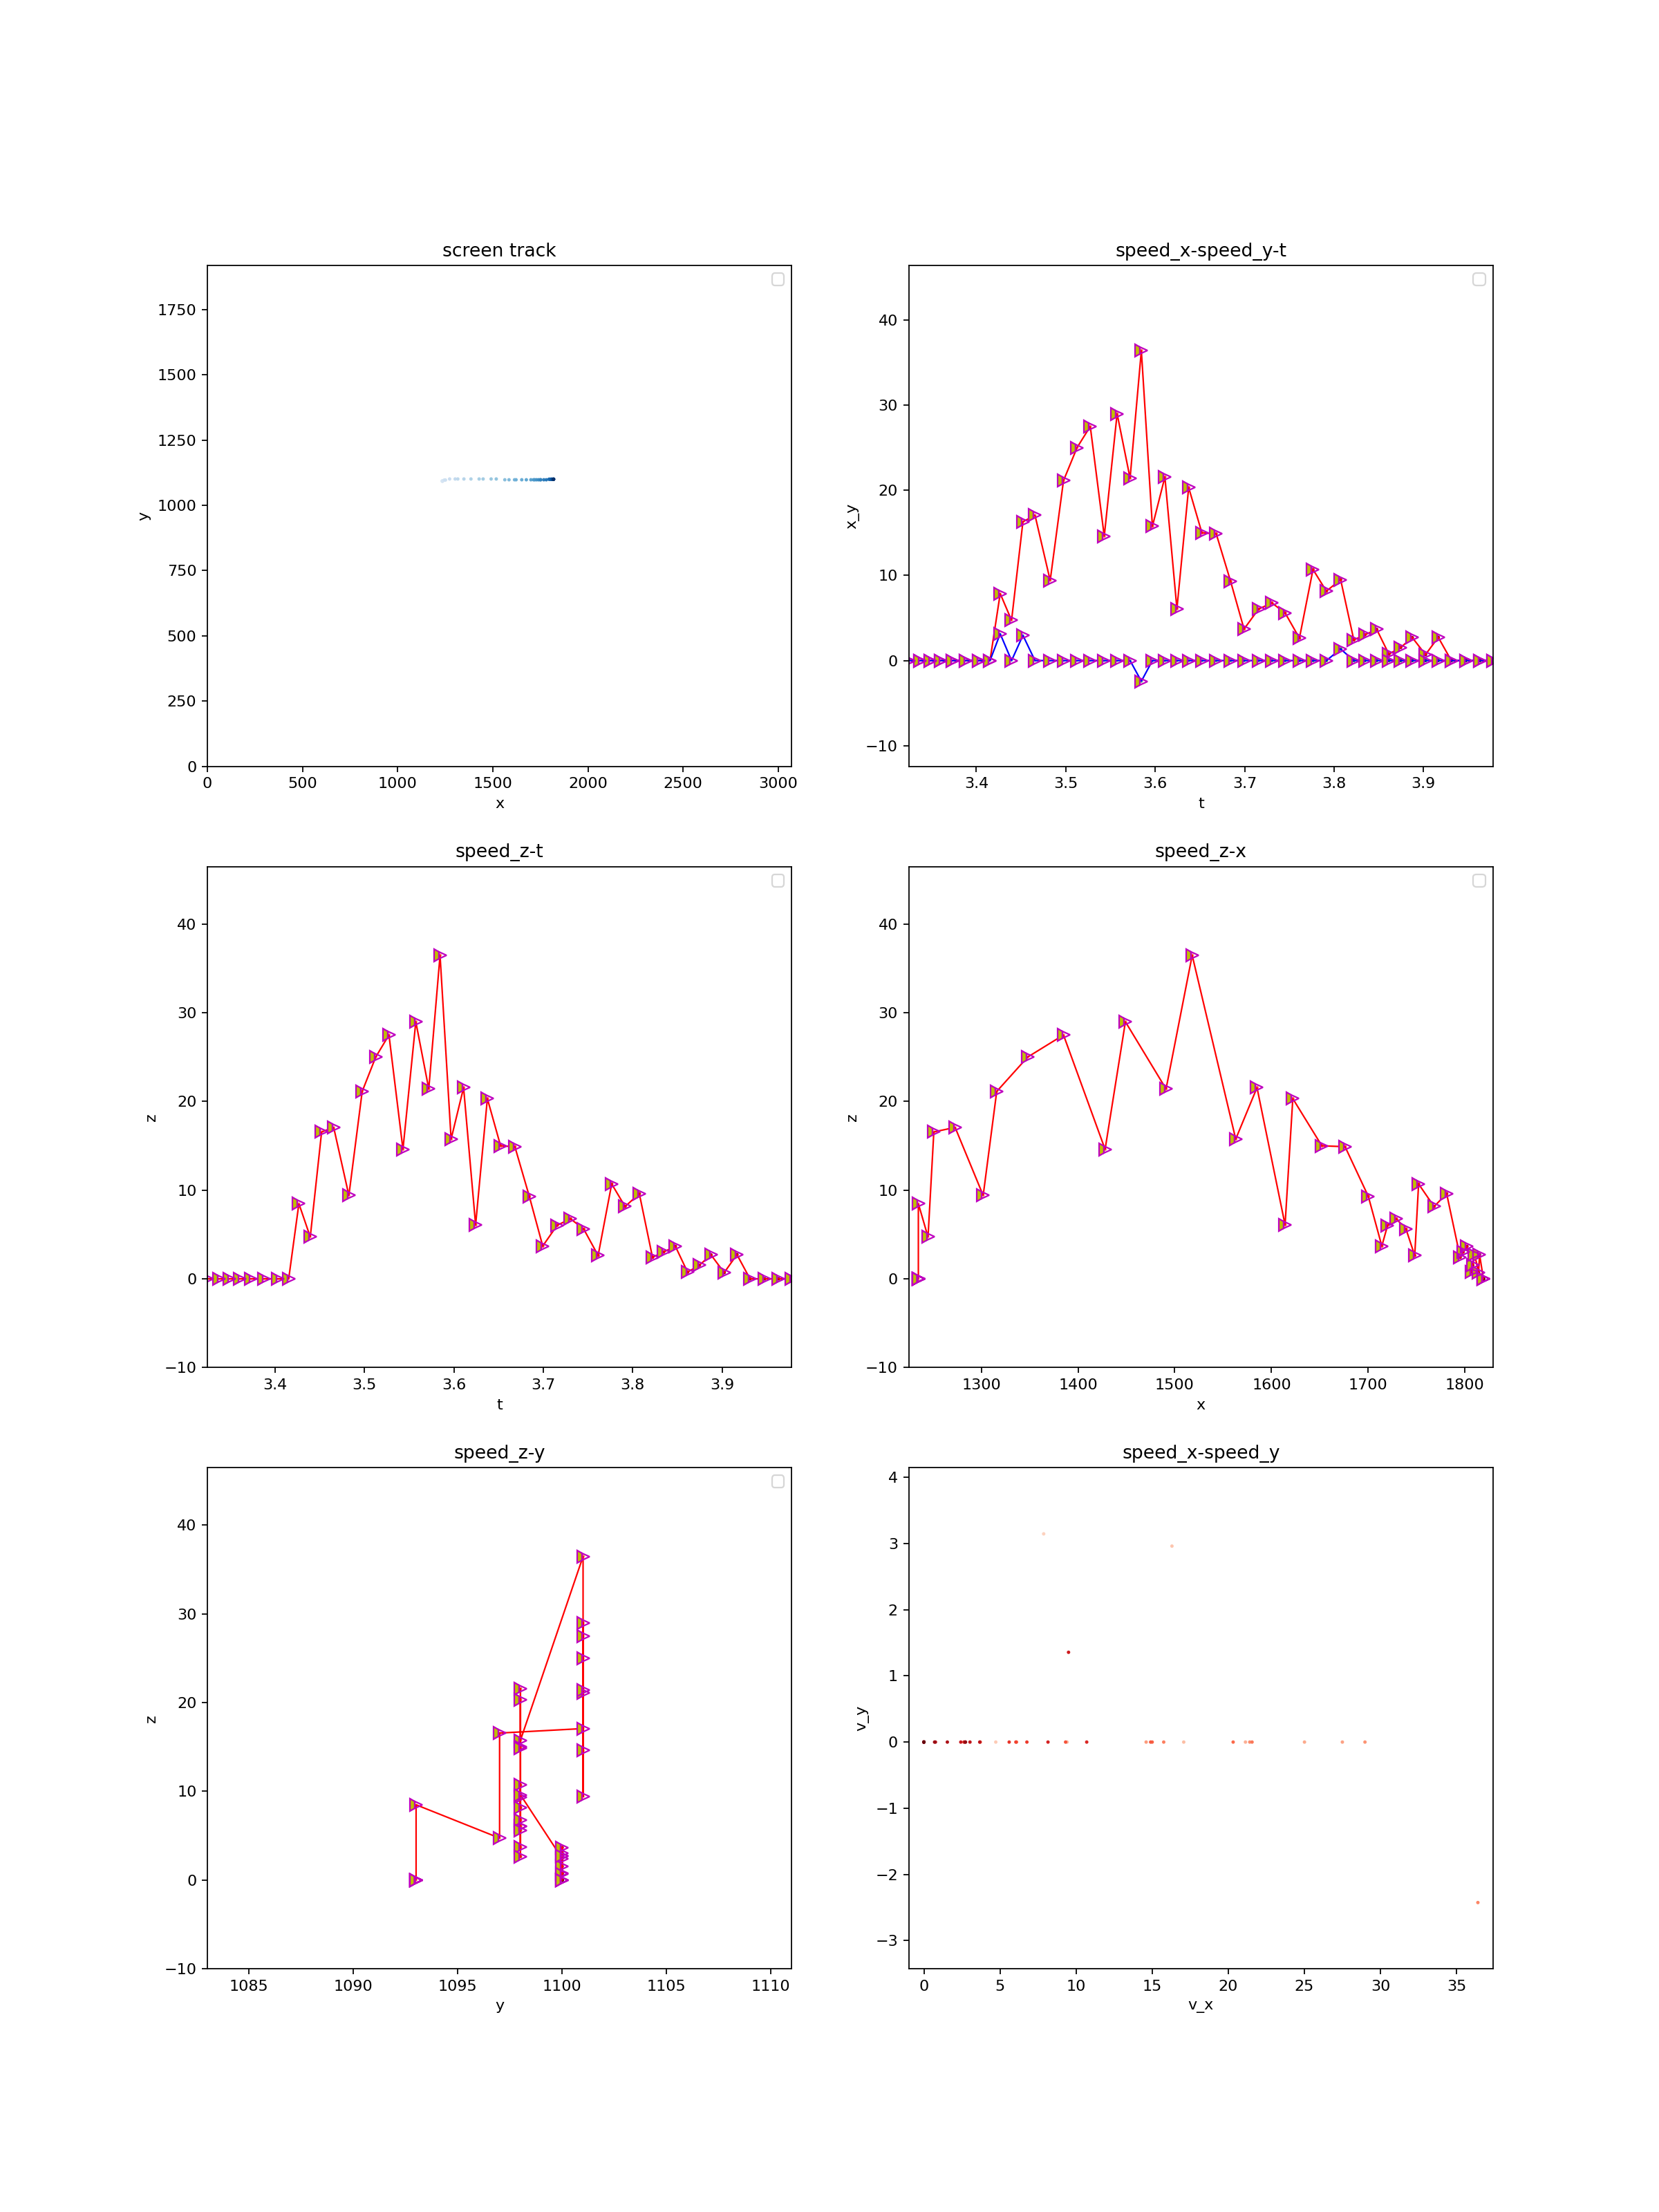 screen track
1750
1500
1250
1000
750
500
250
0
y
0 500 1000 1500 2000 2500 3000
x
speed_x-speed_y-t
40
30
20
10
0
−10
x_y
3.4 3.5 3.6 3.7 3.8 3.9
t
speed_z-t
40
30
20
10
0
−10
z
3.4 3.5 3.6 3.7 3.8 3.9
t
speed_z-x
40
30
20
10
0
−10
z
1300 1400 1500 1600 1700 1800
x
speed_z-y
40
30
20
10
0
−10
z
1085 1090 1095 1100 1105 1110
y
speed_x-speed_y
4
3
2
1
0
−1
−2
−3
v_y
0 5 10 15 20 25 30 35
v_x